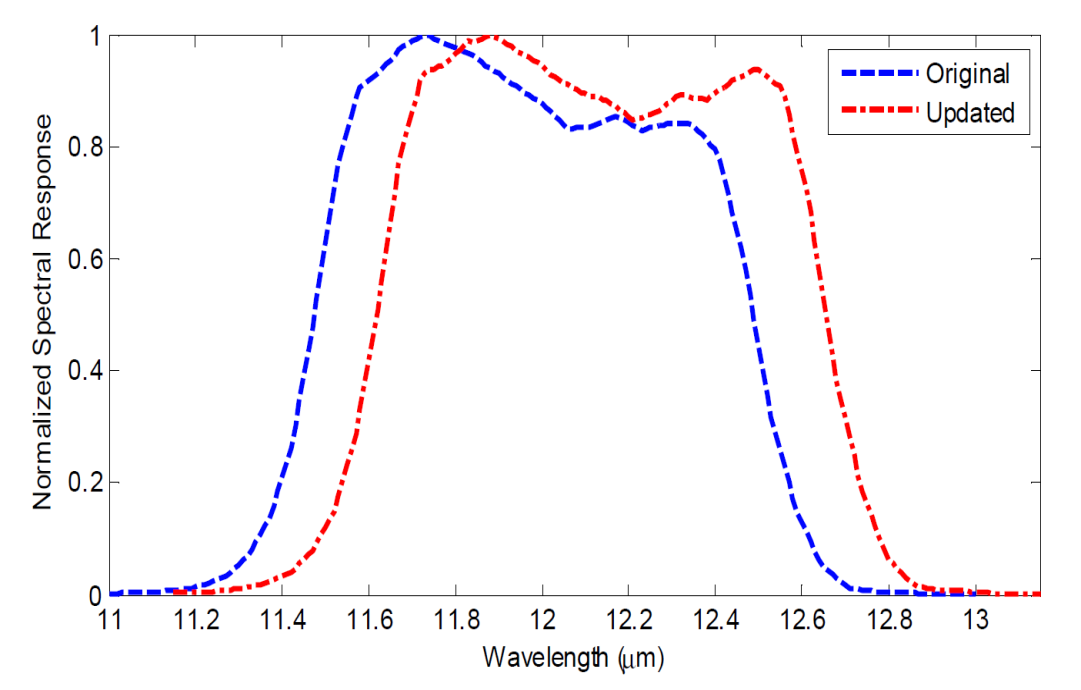 Normalized Spectral Response
1
0.8
0.6
0.4
0.2
0
Original
Updated
11 11.2 11.4 11.6 11.8 12 12.2 12.4 12.6 12.8 13
Wavelength (μm)